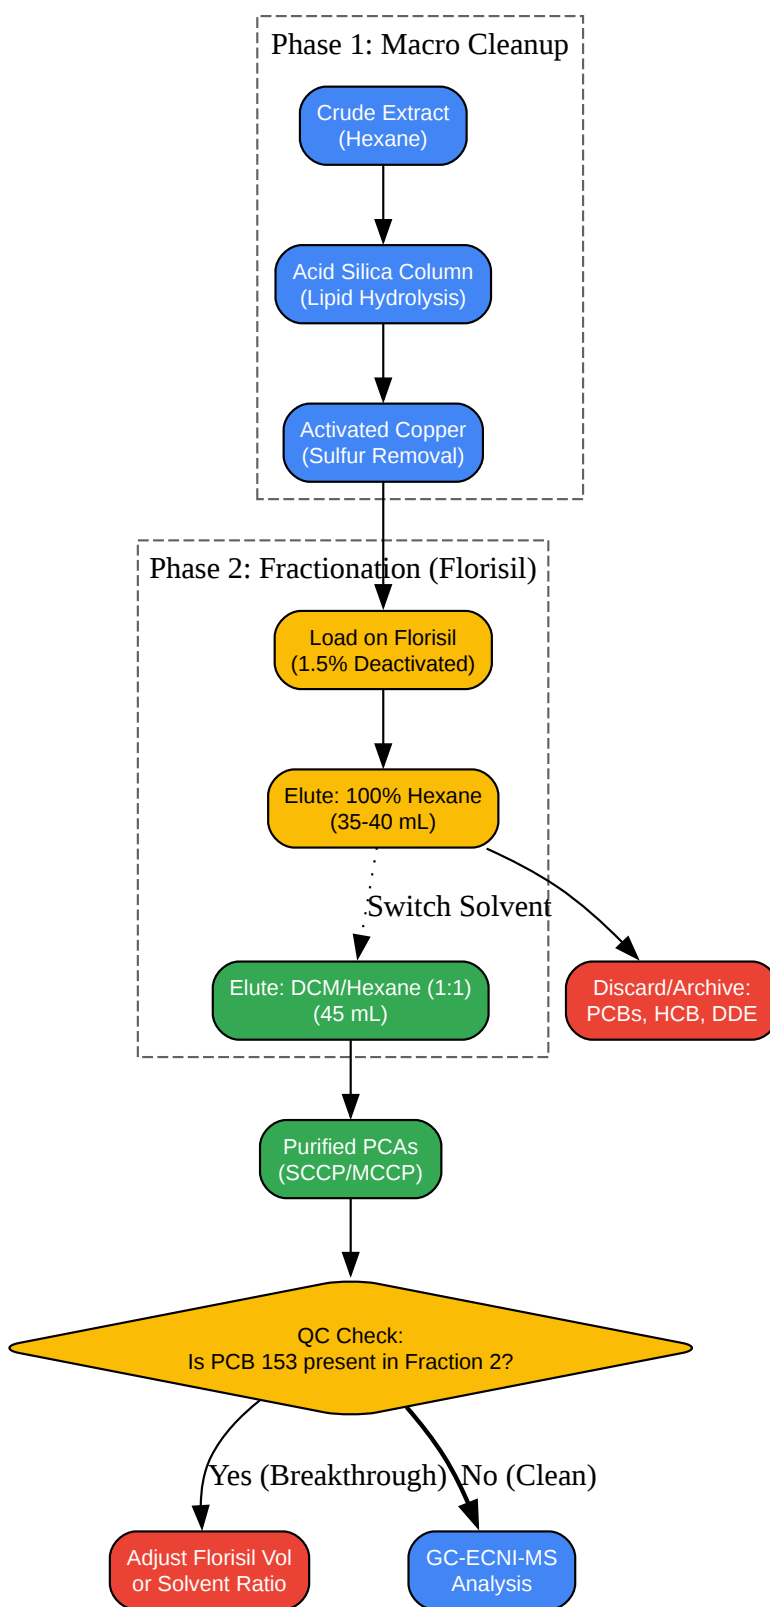 Phase 1: Macro Cleanup
Crude Extract
(Hexane)
Acid Silica Column
(Lipid Hydrolysis)
Activated Copper
(Sulfur Removal)
Phase 2: Fractionation (Florisil)
Load on Florisil
(1.5% Deactivated)
Elute: 100% Hexane
(35-40 mL)
Switch Solvent
Elute: DCM/Hexane (1:1)
(45 mL)
Discard/Archive:
PCBs, HCB, DDE
Purified PCAs
(SCCP/MCCP)
QC Check:
Is PCB 153 present in Fraction 2?
Yes (Breakthrough)
No (Clean)
Adjust Florisil Vol
or Solvent Ratio
GC-ECNI-MS
Analysis